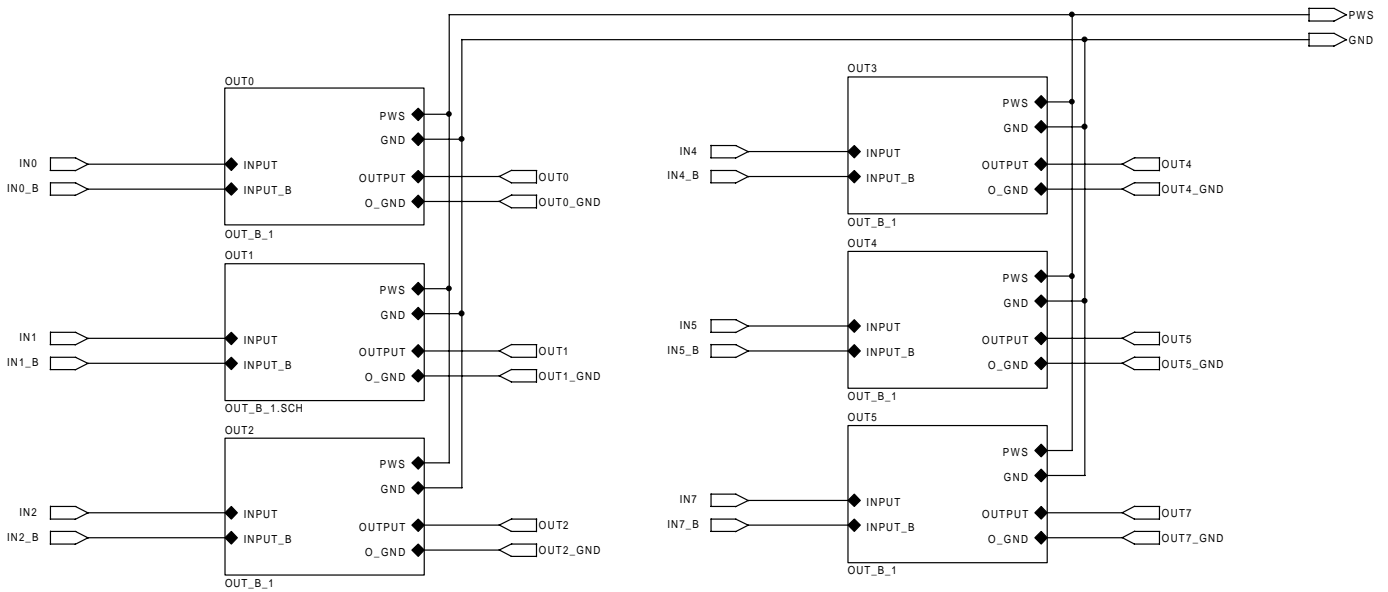 PWS
GND
OUT0
PWS
GND
IN0
INPUT
IN0_B
INPUT_B
OUTPUT
OUT0
O_GND
OUT0_GND
OUT_B_1
OUT1
PWS
GND
IN1
INPUT
IN1_B
INPUT_B
OUTPUT
OUT1
O_GND
OUT1_GND
OUT_B_1.SCH
OUT2
PWS
GND
IN2
INPUT
IN2_B
INPUT_B
OUTPUT
OUT2
O_GND
OUT2_GND
OUT_B_1
OUT3
PWS
GND
IN4
INPUT
IN4_B
INPUT_B
OUTPUT
OUT4
O_GND
OUT4_GND
OUT_B_1
OUT4
PWS
GND
IN5
INPUT
IN5_B
INPUT_B
OUTPUT
OUT5
O_GND
OUT5_GND
OUT_B_1
OUT5
PWS
GND
IN7
INPUT
IN7_B
INPUT_B
OUTPUT
OUT7
O_GND
OUT7_GND
OUT_B_1